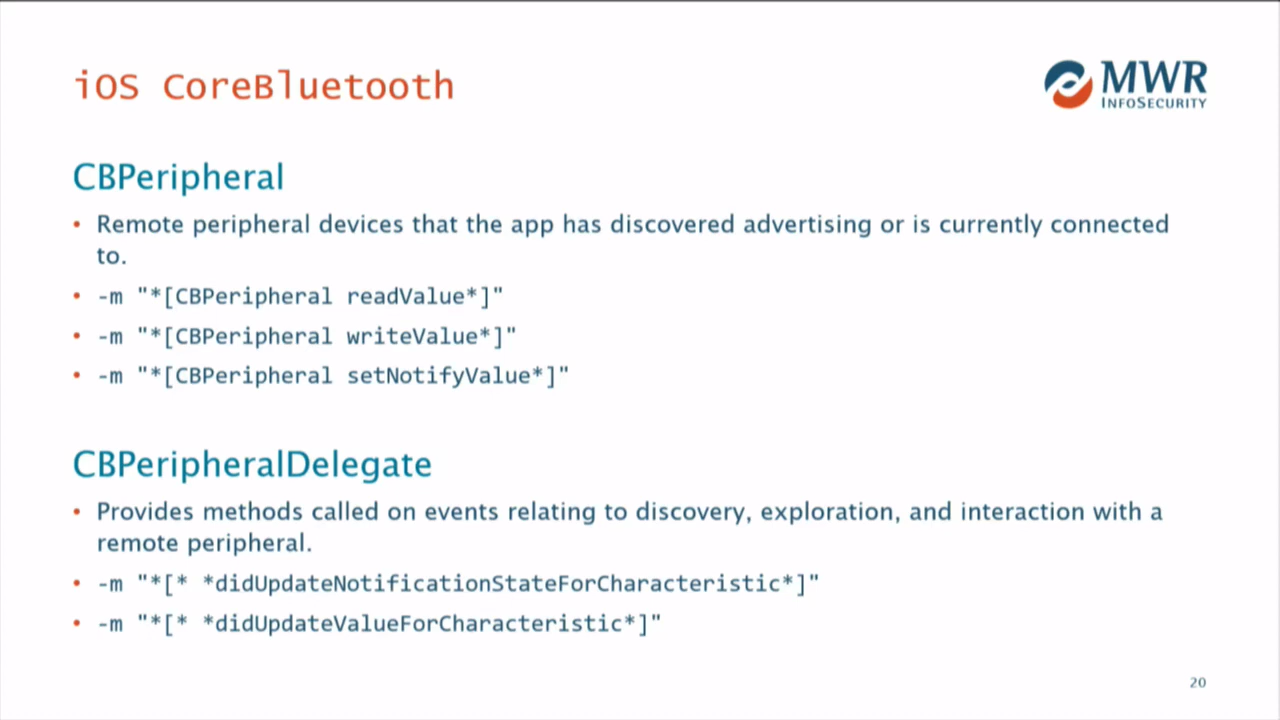 iOS CoreBluetooth
MWR
INFOSECURITY
CBPeripheral
• Remote peripheral devices that the app has discovered advertising or is currently connected
to.
• -m "*[CBPeripheral readValue*]"
• -m "*[CBPeripheral writeValue*]"
• -m "*[CBPeripheral setNotifyValue*]"
CBPeripheralDelegate
• Provides methods called on events relating to discovery, exploration, and interaction with a
remote peripheral.
• -m "*[* *didUpdateNotificationStateForCharacteristic*]"
• -m "*[* *didUpdateValueForCharacteristic*]"
20